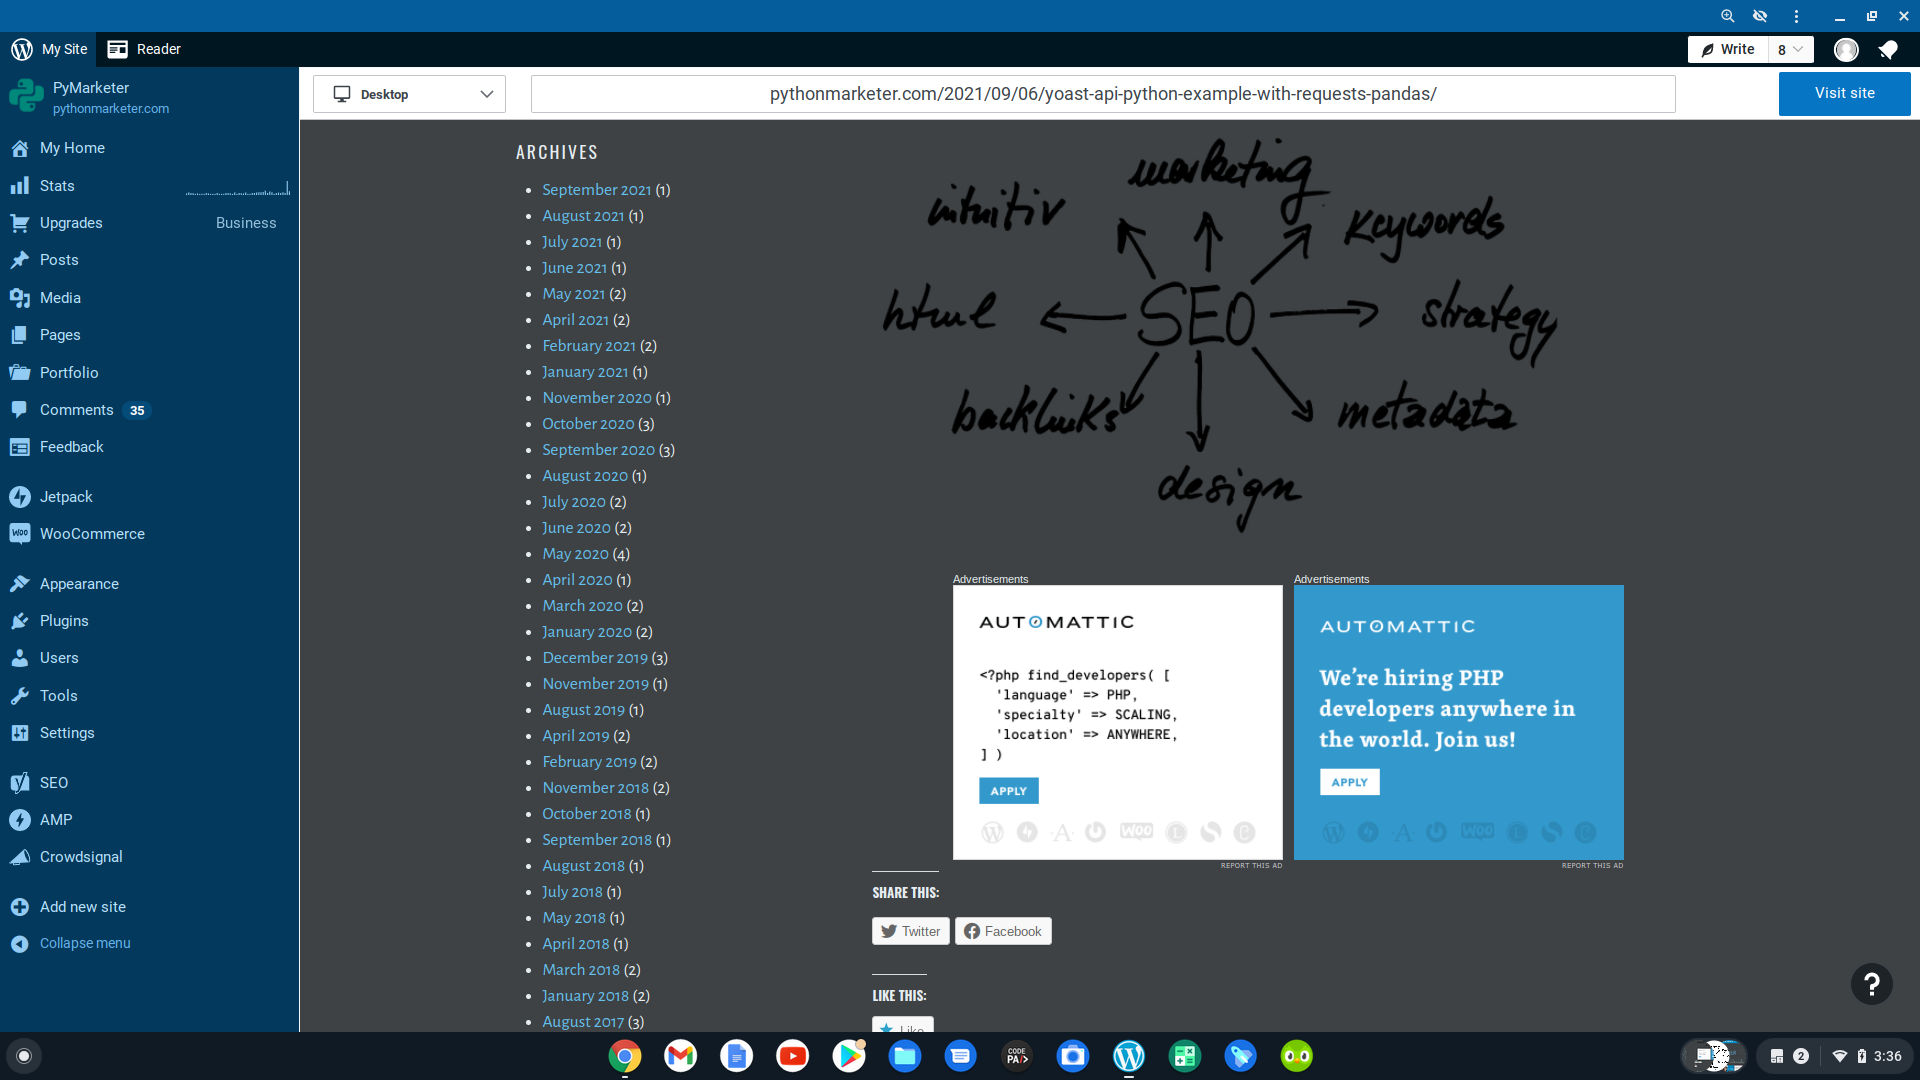 My Site
Reader
Write
8
PyMarketer
pythonmarketer.com
Desktop
pythonmarketer.com/2021/09/06/yoast-api-python-example-with-requests-pandas/
Visit site
My Home
Stats
Upgrades
Business
Posts
Media
Pages
Portfolio
Comments 35
Feedback
Jetpack
WooCommerce
Appearance
Plugins
Users
Tools
Settings
SEO
AMP
Crowdsignal
Add new site
Collapse menu
ARCHIVES
September 2021 (1)
August 2021 (1)
July 2021 (1)
June 2021 (1)
May 2021 (2)
April 2021 (2)
February 2021 (2)
January 2021 (1)
November 2020 (1)
October 2020 (3)
September 2020 (3)
August 2020 (1)
July 2020 (2)
June 2020 (2)
May 2020 (4)
April 2020 (1)
March 2020 (2)
January 2020 (2)
December 2019 (3)
November 2019 (1)
August 2019 (1)
April 2019 (2)
February 2019 (2)
November 2018 (2)
October 2018 (1)
September 2018 (1)
August 2018 (1)
July 2018 (1)
May 2018 (1)
April 2018 (1)
March 2018 (2)
January 2018 (2)
August 2017 (3)
marketing
intuitiv
keywords
html
SEO
strategy
backlinks
metadata
design
Advertisements
AUTOMATTIC
<?php find_developers( [
'language' => PHP,
'specialty' => SCALING,
'location' => ANYWHERE,
] )
APPLY
WOO
REPORT THIS AD
Advertisements
AUTOMATTIC
We're hiring PHP
developers anywhere in
the world. Join us!
APPLY
WOO
REPORT THIS AD
SHARE THIS:
Twitter
Facebook
LIKE THIS:
Like
?
CODE
PA/>
2
3:36